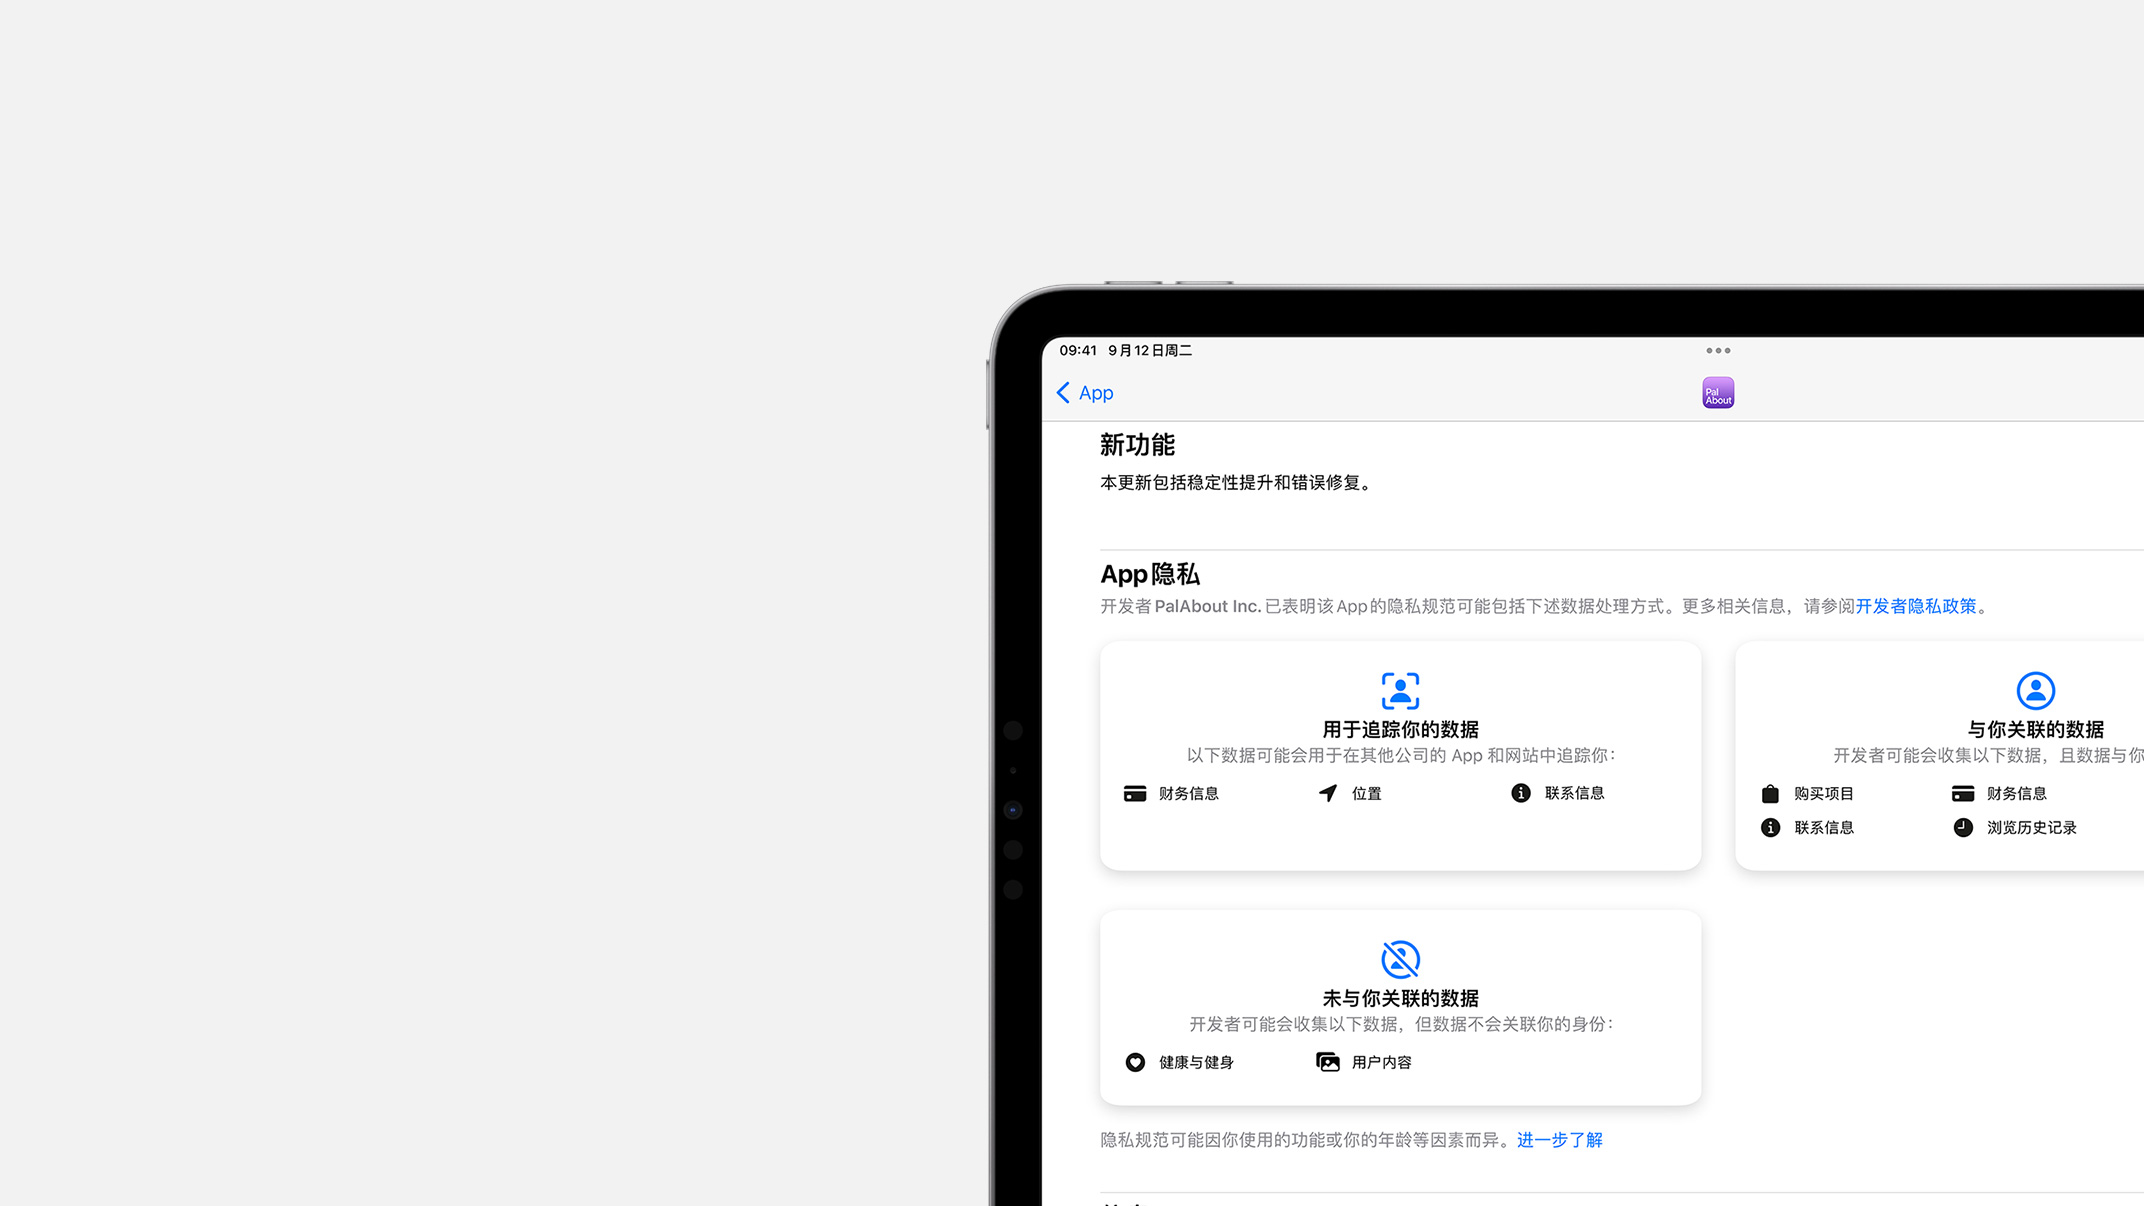 09:41 9月12日周二
App
Pal
About
新功能
本更新包括稳定性提升和错误修复。
App隐私
开发者 PalAbout Inc. 已表明该App的隐私规范可能包括下述数据处理方式。更多相关信息，请参阅开发者隐私政策。
用于追踪你的数据
以下数据可能会用于在其他公司的 App 和网站中追踪你：
财务信息 位置 联系信息
与你关联的数据
开发者可能会收集以下数据，且数据与你
购买项目 财务信息
联系信息 浏览历史记录
未与你关联的数据
开发者可能会收集以下数据，但数据不会关联你的身份：
健康与健身 用户内容
隐私规范可能因你使用的功能或你的年龄等因素而异。进一步了解